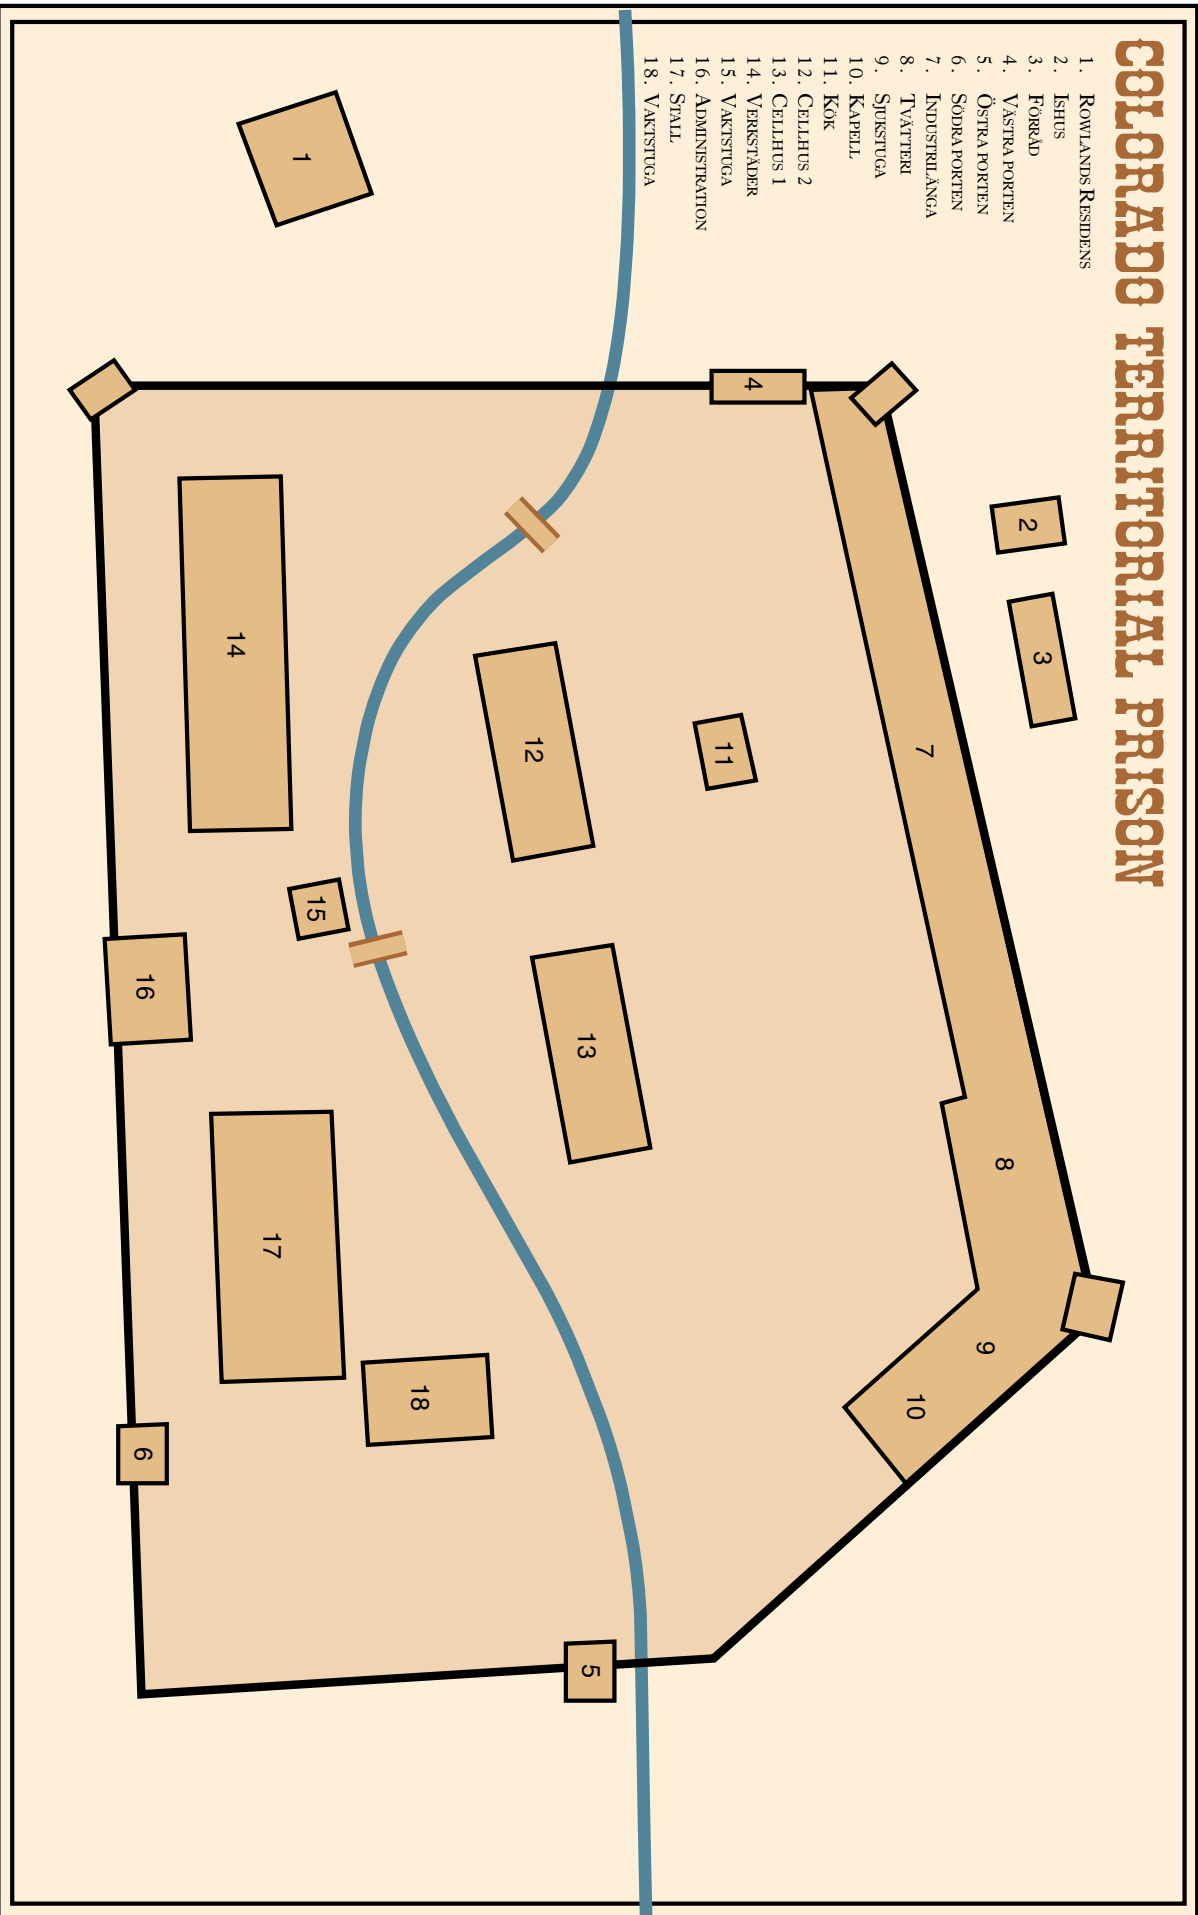 COLORADO TERRITORIAL PRISON
1. ROWLANDS RESIDENS
2. ISHUS
3. FÖRRÅD
4. VÄSTRA PORTEN
5. ÖSTRA PORTEN
6. SÖDRA PORTEN
7. INDUSTRILÄNGA
8. TVÄTTERI
9. SJUKSTUGA
10. KAPELL
11. KÖK
12. CELLHUS 2
13. CELLHUS 1
14. VERKSTÄDER
15. VAKTSTUGA
16. ADMINISTRATION
17. STALL
18. VAKTSTUGA
2
3
7
8
9
10
4
11
12
13
5
1
14
15
16
17
18
6